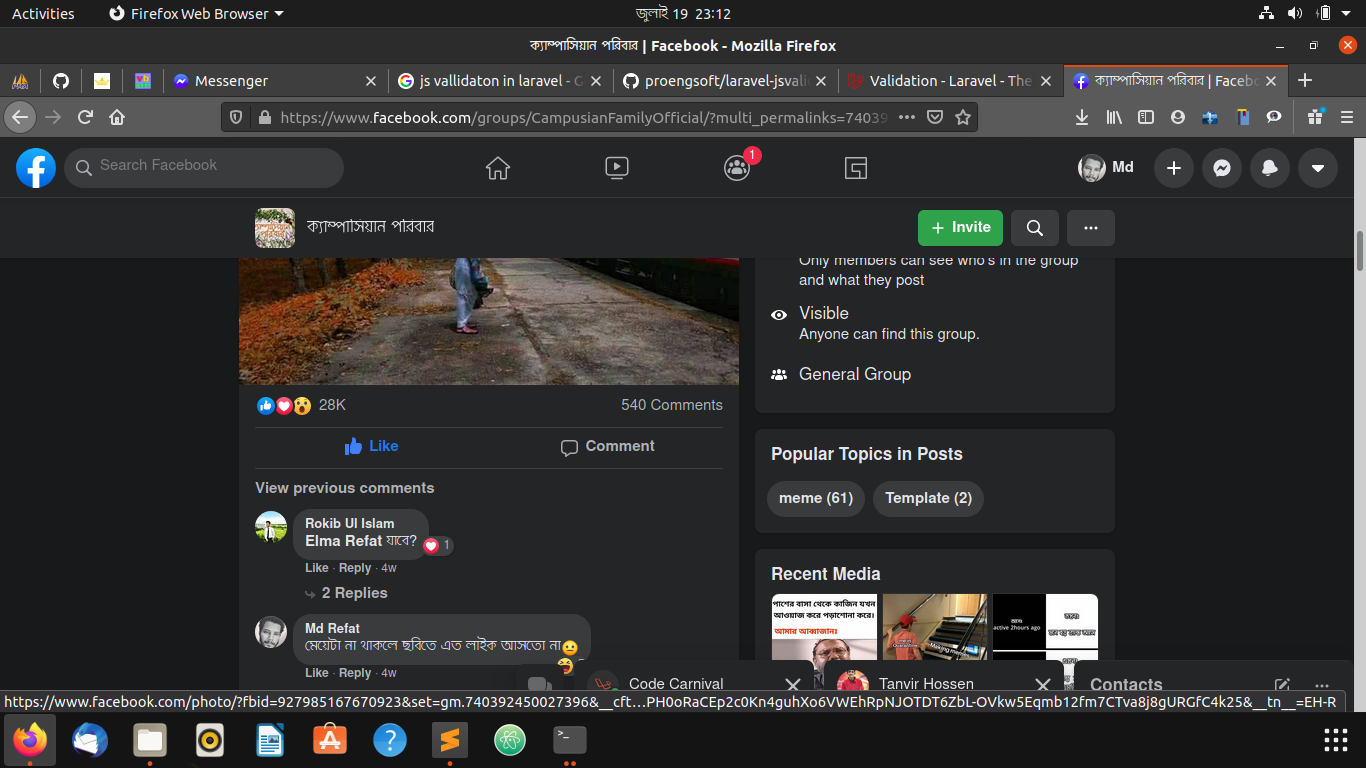 Activities
Firefox Web Browser
জুলাই 19 23:12
ক্যাম্পাসিয়ান পরিবার | Facebook - Mozilla Firefox
Messenger
js vallidaton in laravel - G
proengsoft/laravel-jsvali
Validation - Laravel - The
ক্যাম্পাসিয়ান পরিবার | Facebo
https://www.facebook.com/groups/CampusianFamilyOfficial/?multi_permalinks=74039
Search Facebook
1
Md
ক্যাম্পাসিয়ান পরিবার
+ Invite
Only members can see who's in the group
and what they post
Visible
Anyone can find this group.
General Group
28K
540 Comments
Like
Comment
View previous comments
Rokib Ul Islam
Elma Refat যাবে?
1
Like · Reply · 4w
2 Replies
Md Refat
মেয়েটা না থাকলে ছবিতে এত লাইক আসতো না😐
Like · Reply · 4w
Popular Topics in Posts
meme (61)
Template (2)
Recent Media
পাশের বাসা থেকে কাজিন যখন
আওয়াজ করে পড়াশোনা করে।
আমার আব্বাজানঃ
Making memes
active 2hours ago
Code Carnival
Tanvir Hossen
Contacts
https://www.facebook.com/photo/?fbid=927985167670923&set=gm.740392450027396&__cft…PH0oRaCEp2c0Kn4guhXo6VWEhRpNJOTDT6ZbL-OVkw5Eqmb12fm7CTva8j8gURGfC4k25&__tn__=EH-R